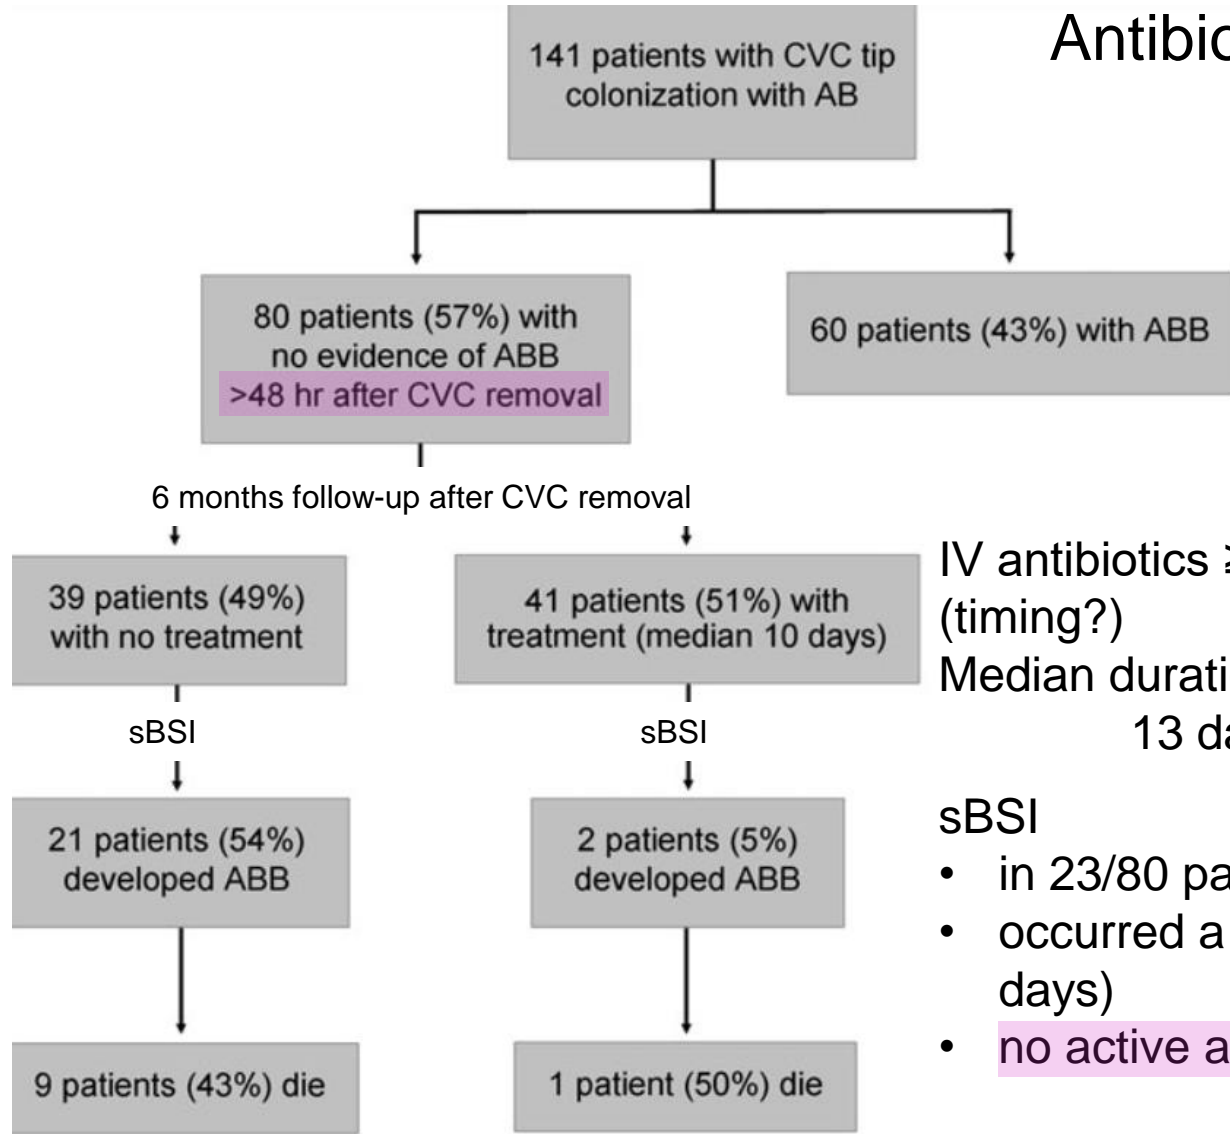 Antibio
141 patients with CVC tip
colonization with AB
80 patients (57%) with
no evidence of ABB
>48 hr after CVC removal
60 patients (43%) with ABB
6 months follow-up after CVC removal
39 patients (49%)
with no treatment
41 patients (51%) with
treatment (median 10 days)
IV antibiotics ≥
(timing?)
Median durati
13 da
sBSI
sBSI
21 patients (54%)
developed ABB
2 patients (5%)
developed ABB
9 patients (43%) die
1 patient (50%) die
sBSI
• in 23/80 pa
• occurred a
days)
• no active a